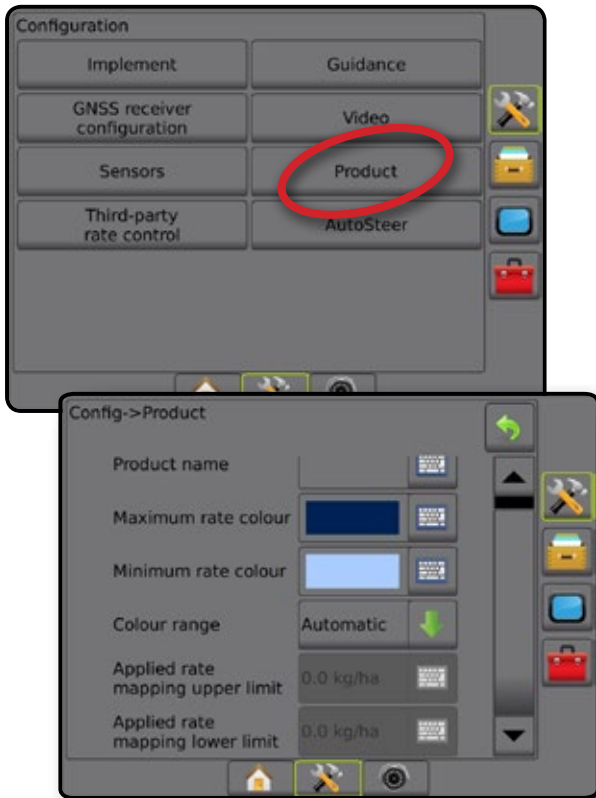 Configuration
Implement
Guidance
GNSS receiver
configuration
Video
Sensors
Product
Third-party
rate control
AutoSteer
Config->Product
Product name
Maximum rate colour
Minimum rate colour
Colour range
Automatic
Applied rate
mapping upper limit
0.0 kg/ha
Applied rate
mapping lower limit
0.0 kg/ha